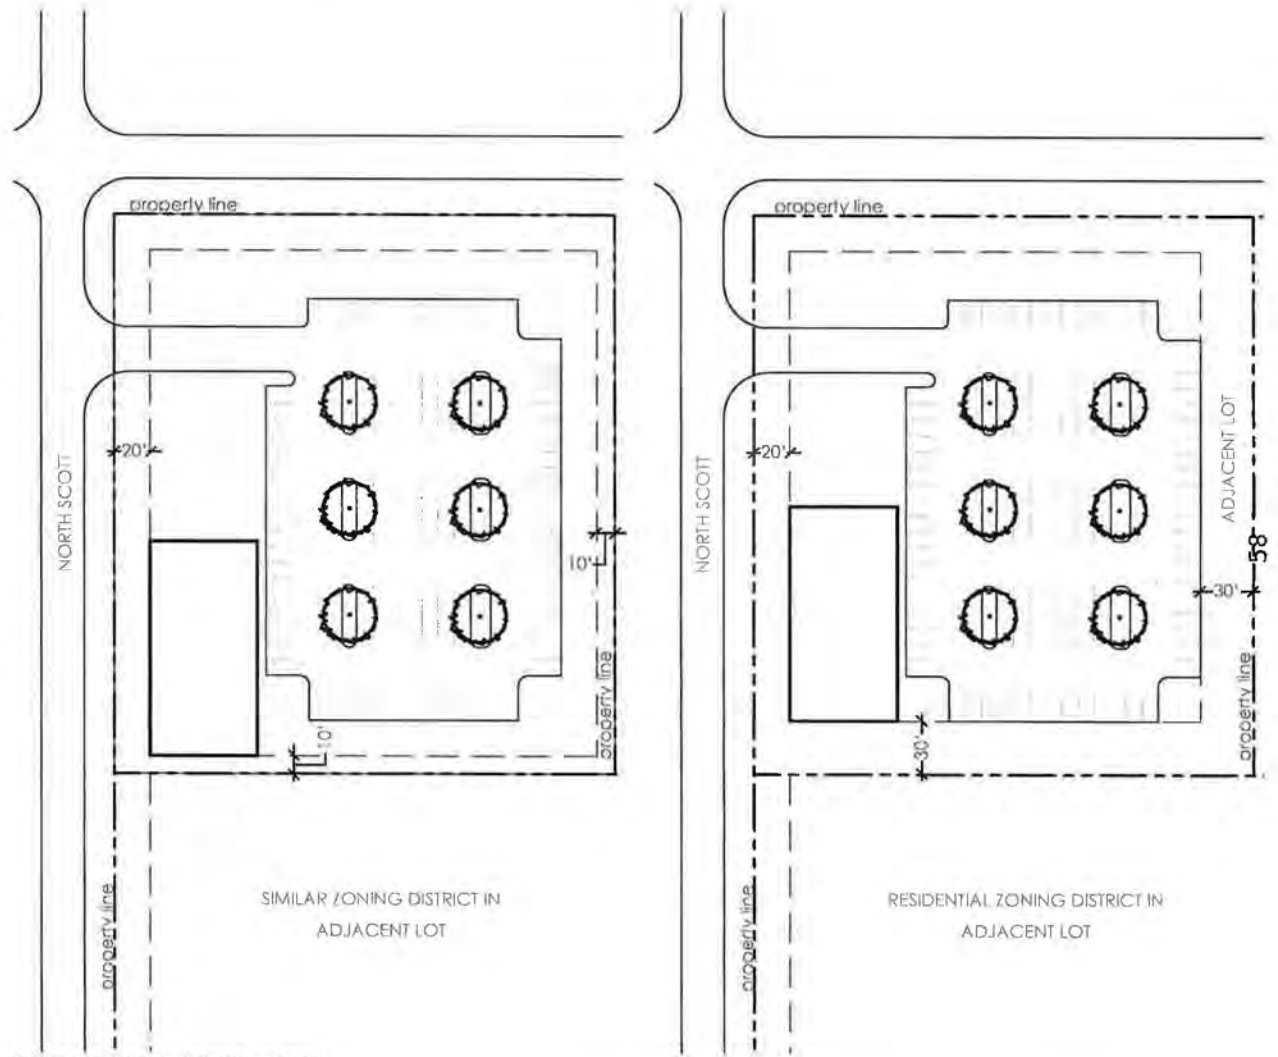 property line
20'
NORTH SCOTT
10'
property line
10'
SIMILAR ZONING DISTRICT IN
ADJACENT LOT
property line
property line
20'
NORTH SCOTT
ADJACENT LOT
58
30'
property line
30'
RESIDENTIAL ZONING DISTRICT IN
ADJACENT LOT
property line